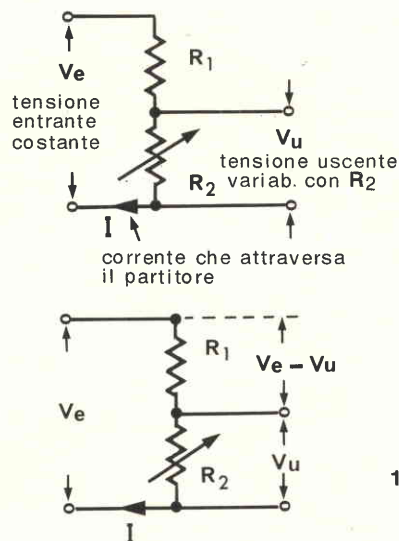 R1
Ve
tensione
entrante
costante
Vu
tensione uscente
variab. con R2
R2
I
corrente che attraversa
il partitore
R1
Ve – Vu
Ve
Vu
R2
1
I